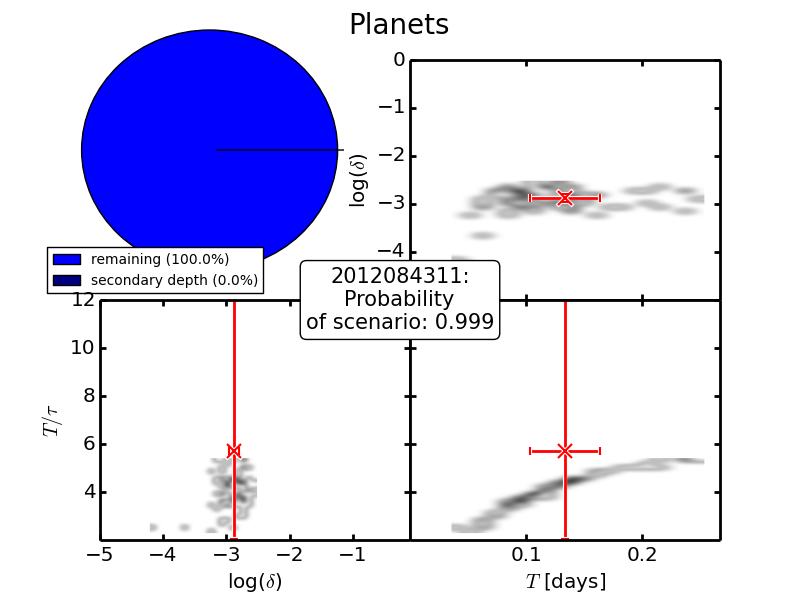 Planets
0
−1
−2
−3
−4
log(δ)
remaining (100.0%)
secondary depth (0.0%)
2012084311:
Probability
of scenario: 0.999
12
10
8
6
4
T/τ
−5 −4 −3 −2 −1
log(δ)
0.1 0.2
T [days]